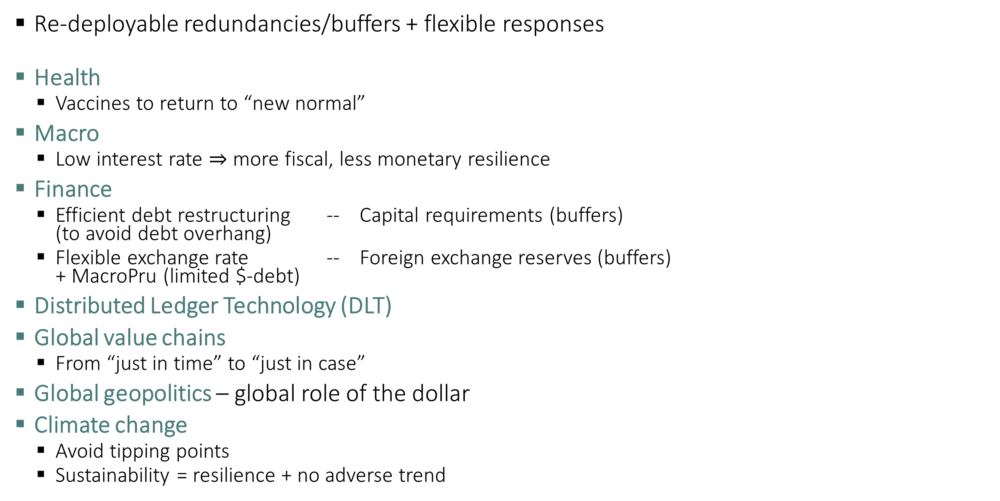 ▪ Re-deployable redundancies/buffers + flexible responses
▪ Health
▪ Vaccines to return to “new normal”
▪ Macro
▪ Low interest rate ⇒ more fiscal, less monetary resilience
▪ Finance
▪ Efficient debt restructuring -- Capital requirements (buffers)
(to avoid debt overhang)
▪ Flexible exchange rate -- Foreign exchange reserves (buffers)
+ MacroPru (limited $-debt)
▪ Distributed Ledger Technology (DLT)
▪ Global value chains
▪ From “just in time” to “just in case”
▪ Global geopolitics – global role of the dollar
▪ Climate change
▪ Avoid tipping points
▪ Sustainability = resilience + no adverse trend